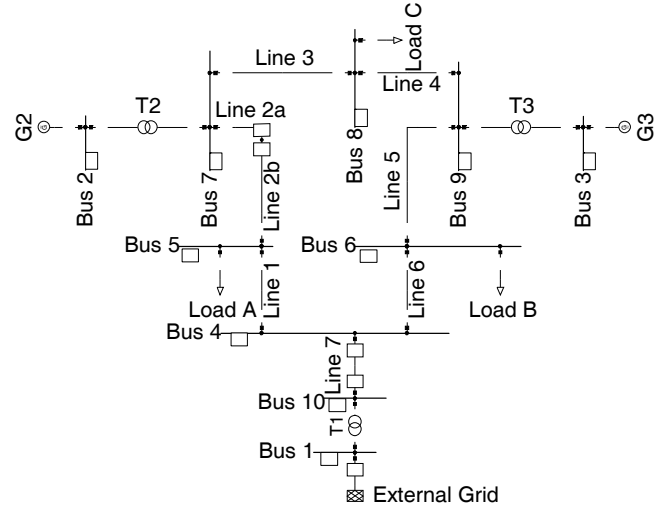 Load C
Line 3
Line 4
T2
Line 2a
T3
G2
G3
Bus 8
Bus 2
Bus 7
Line 2b
Line 5
Bus 9
Bus 3
Bus 5
Bus 6
Line 1
Line 6
Load A
Load B
Bus 4
Line 7
Bus 10
T1
Bus 1
External Grid